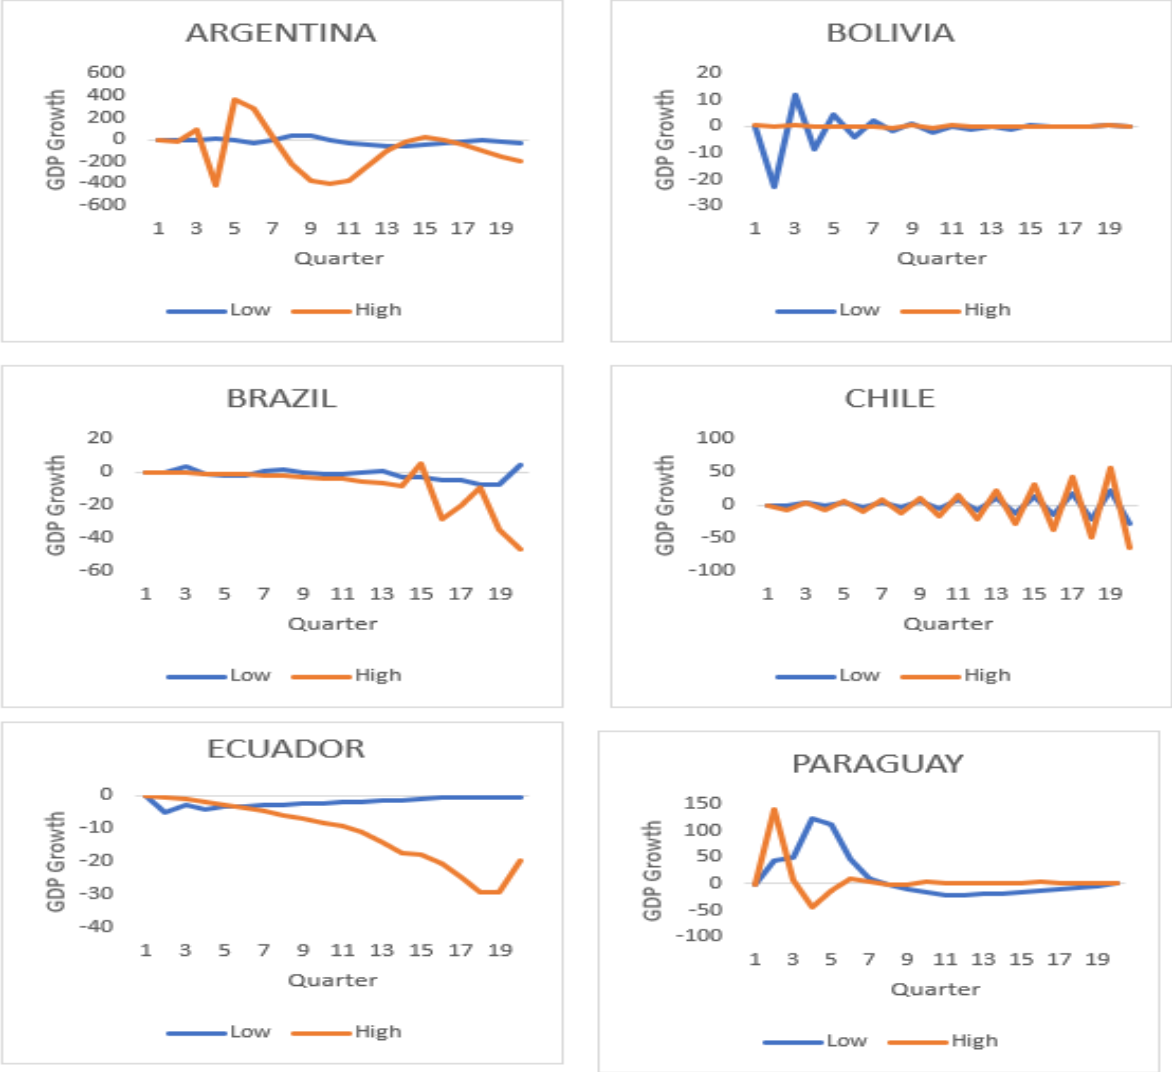 ARGENTINA
GDP Growth
600
400
200
0
-200
-400
-600
1 3 5 7 9 11 13 15 17 19
Quarter
Low High
BOLIVIA
GDP Growth
20
10
0
-10
-20
-30
1 3 5 7 9 11 13 15 17 19
Quarter
Low High
BRAZIL
GDP Growth
20
0
-20
-40
-60
1 3 5 7 9 11 13 15 17 19
Quarter
Low High
CHILE
GDP Growth
100
50
0
-50
-100
1 3 5 7 9 11 13 15 17 19
Quarter
Low High
ECUADOR
GDP Growth
0
-10
-20
-30
-40
1 3 5 7 9 11 13 15 17 19
Quarter
Low High
PARAGUAY
GDP Growth
150
100
50
0
-50
-100
1 3 5 7 9 11 13 15 17 19
Quarter
Low High